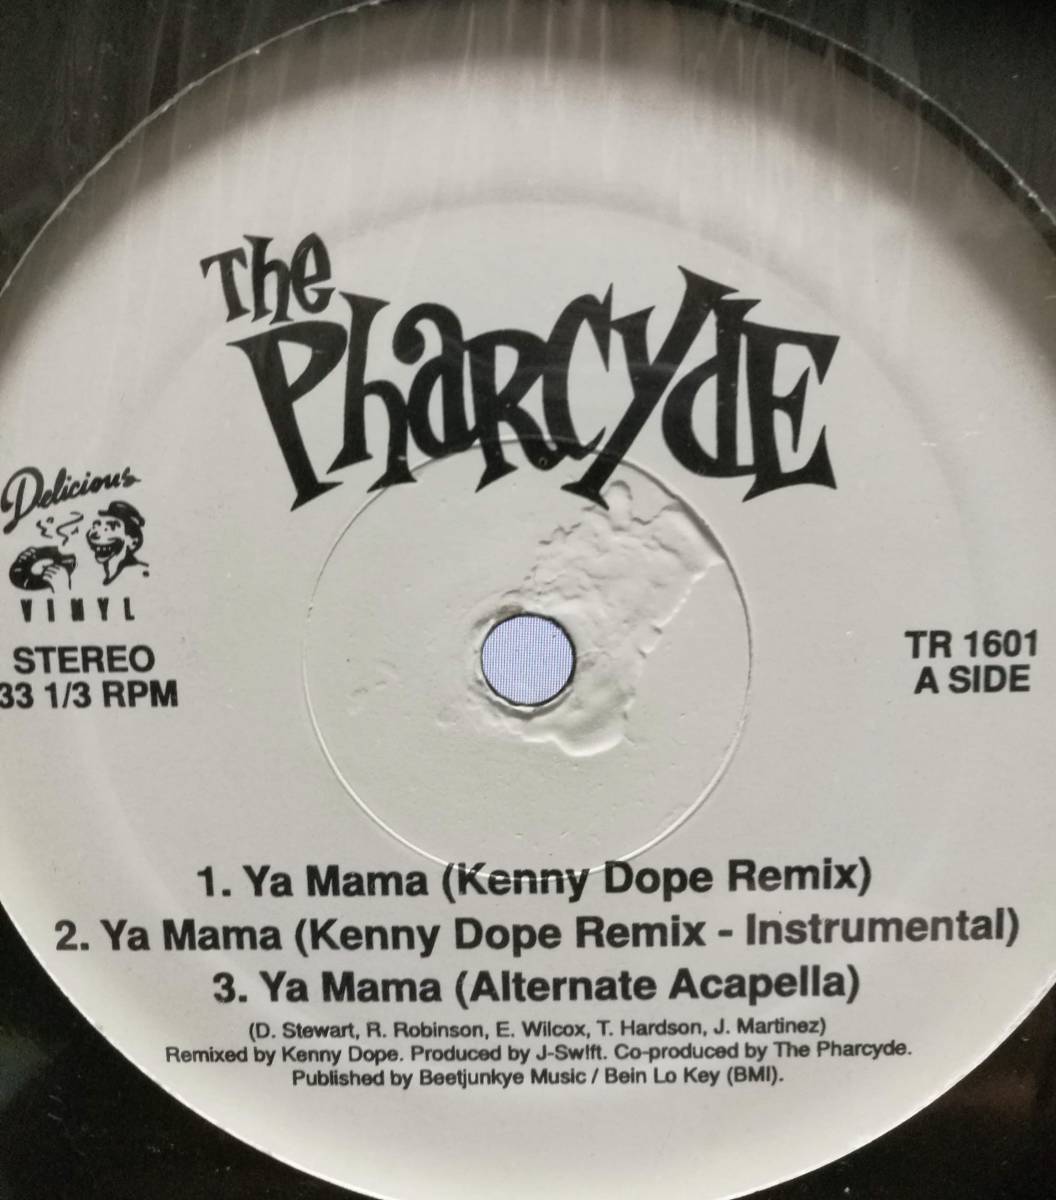 The
PharCydE
Delicious
VINYL
STEREO
33 1/3 RPM
TR 1601
A SIDE
1. Ya Mama (Kenny Dope Remix)
2. Ya Mama (Kenny Dope Remix - Instrumental)
3. Ya Mama (Alternate Acapella)
(D. Stewart, R. Robinson, E. Wilcox, T. Hardson, J. Martinez)
Remixed by Kenny Dope. Produced by J-Swift. Co-produced by The Pharcyde.
Published by Beetjunkye Music / Bein Lo Key (BMI).